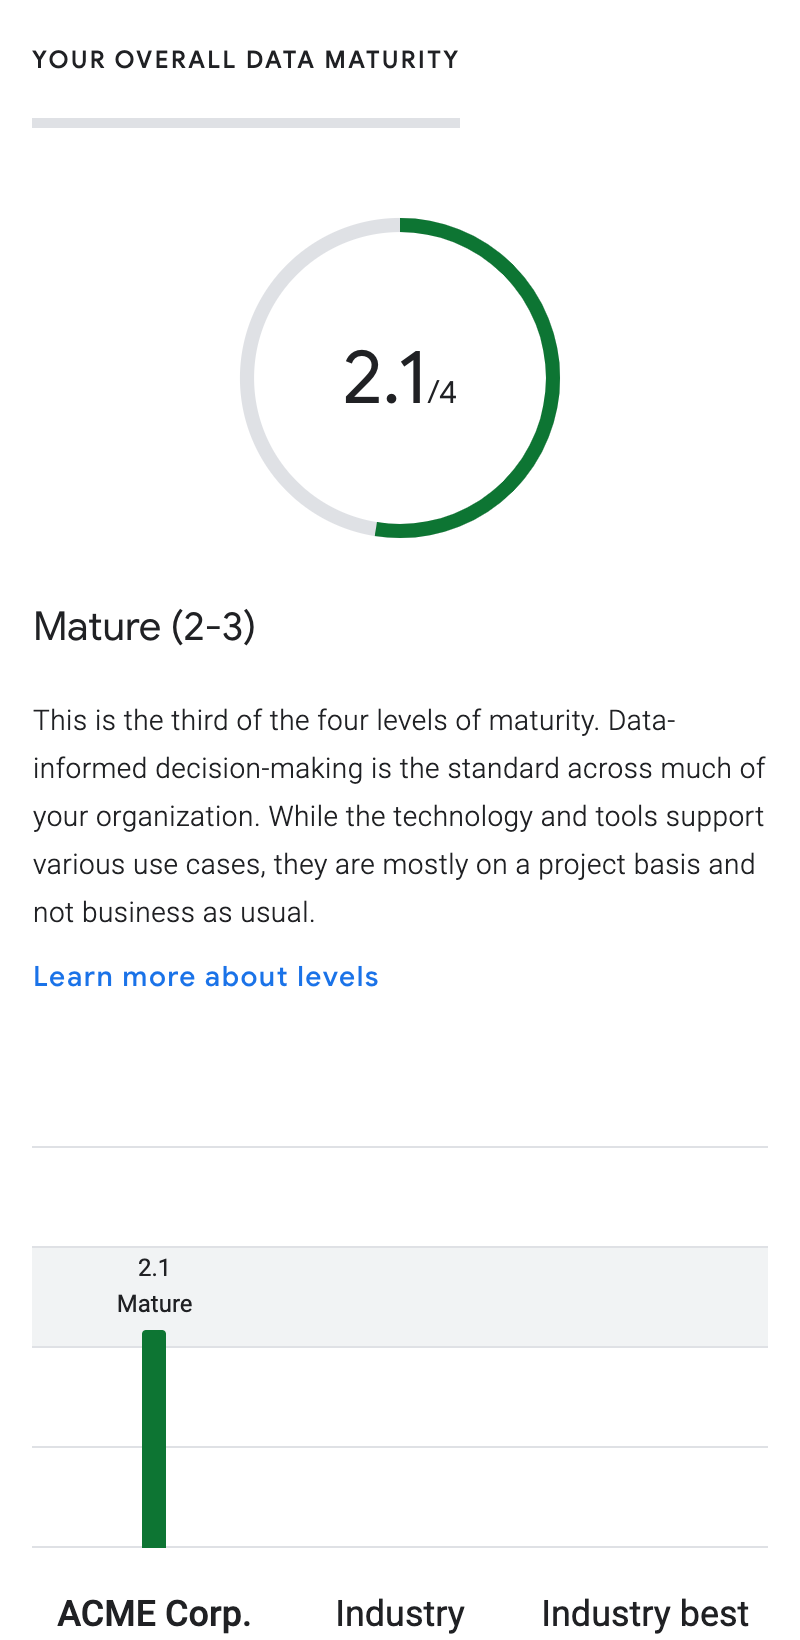 YOUR OVERALL DATA MATURITY
2.1/4
Mature (2-3)
This is the third of the four levels of maturity. Data-
informed decision-making is the standard across much of
your organization. While the technology and tools support
various use cases, they are mostly on a project basis and
not business as usual.
Learn more about levels
2.1
Mature
ACME Corp. Industry Industry best